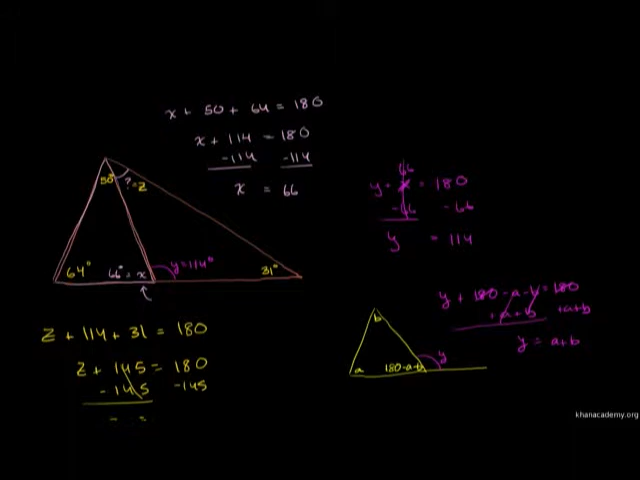 x + 50 + 64 = 180
x + 114 = 180
-114 -114
x = 66
50° ?=z
64° 66° = x y=114° 31°
z + 114 + 31 = 180
z + 145 = 180
-145 -145
y + 66 = 180
-66 -66
y = 114
y + 180 - a - b = 180
+ a + b +a+b
y = a+b
b
a 180-a-b y
khanacademy.org